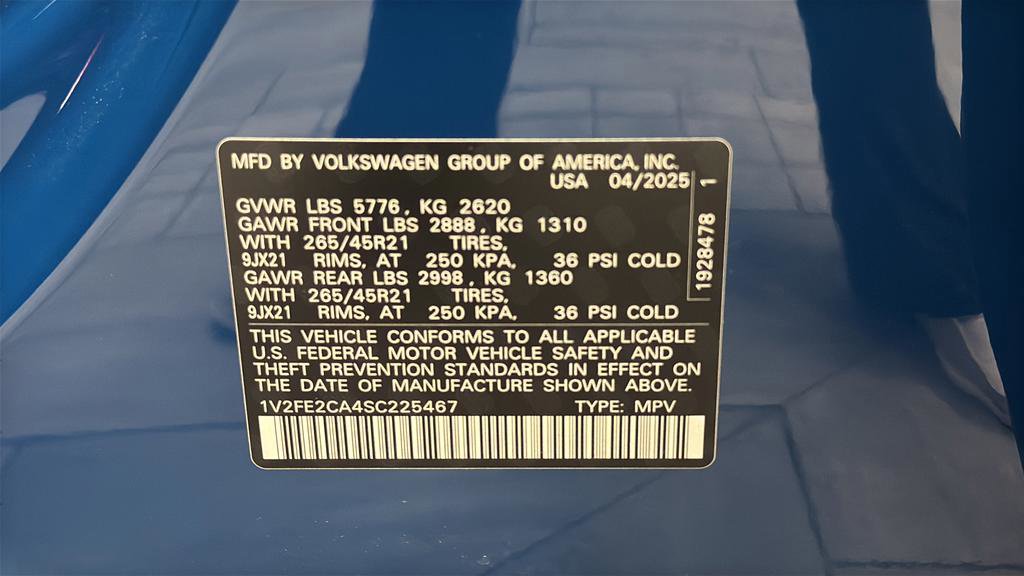 MFD BY VOLKSWAGEN GROUP OF AMERICA, INC.
USA 04/2025
GVWR LBS 5776, KG 2620
GAWR FRONT LBS 2888, KG 1310
WITH 265/45R21 TIRES,
9JX21 RIMS, AT 250 KPA, 36 PSI COLD
GAWR REAR LBS 2998, KG 1360
WITH 265/45R21 TIRES,
9JX21 RIMS, AT 250 KPA, 36 PSI COLD
1928478 1
THIS VEHICLE CONFORMS TO ALL APPLICABLE
U.S. FEDERAL MOTOR VEHICLE SAFETY AND
THEFT PREVENTION STANDARDS IN EFFECT ON
THE DATE OF MANUFACTURE SHOWN ABOVE.
1V2FE2CA4SC225467 TYPE: MPV